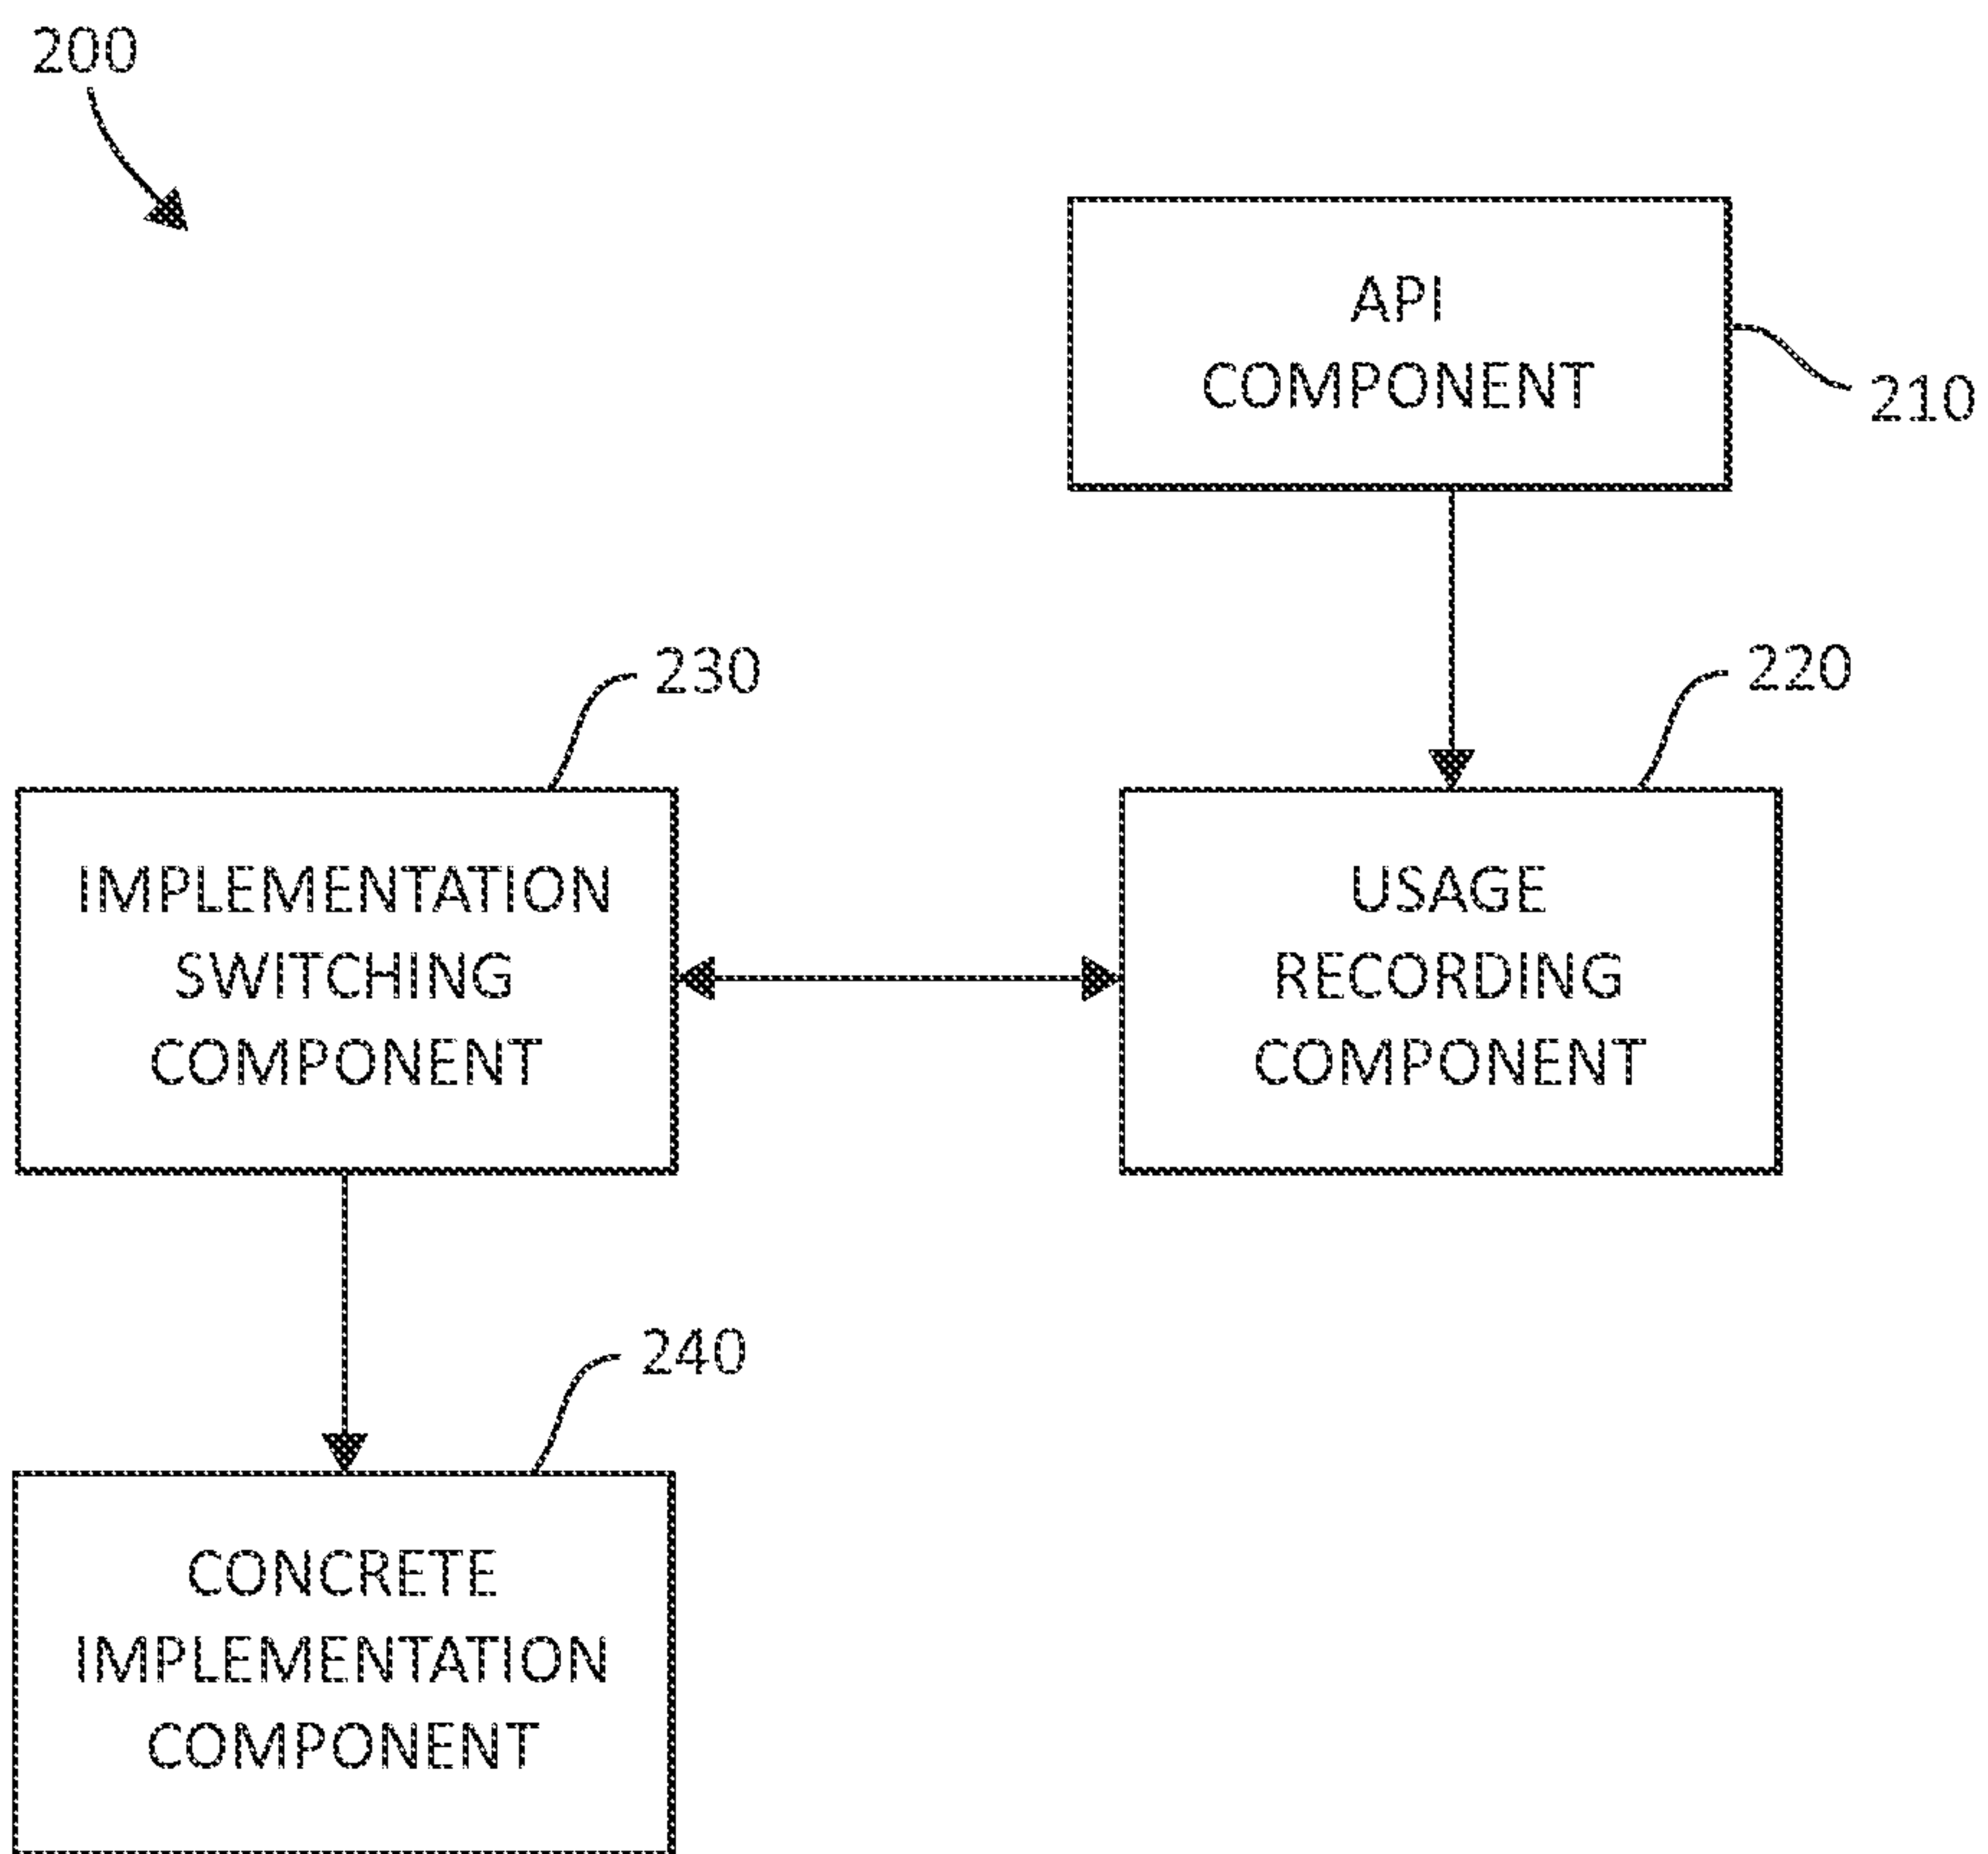 200
API
COMPONENT
210
230
220
IMPLEMENTATION
SWITCHING
COMPONENT
USAGE
RECORDING
COMPONENT
240
CONCRETE
IMPLEMENTATION
COMPONENT